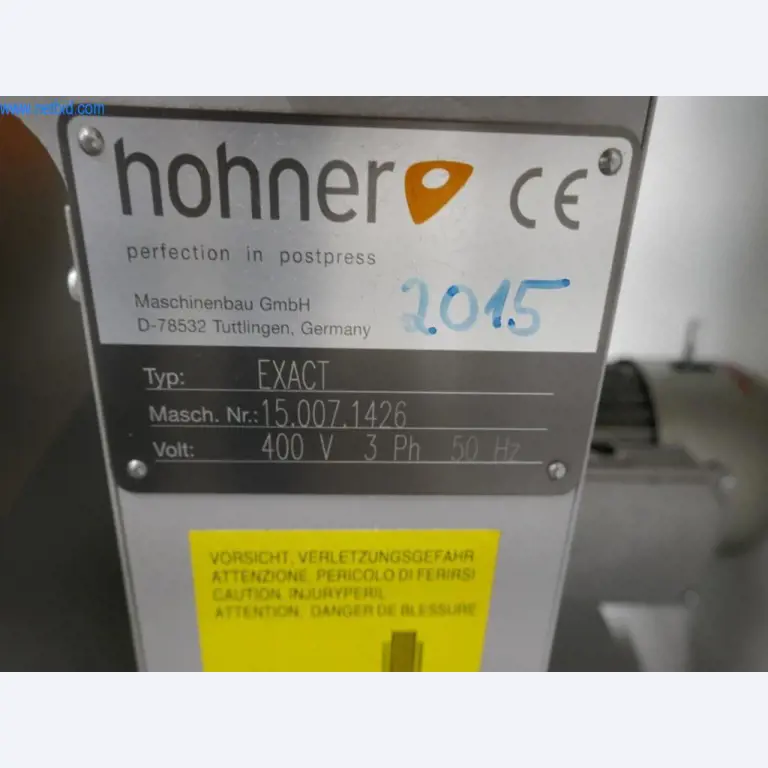 hohner CE
perfection in postpress
Maschinenbau GmbH
D-78532 Tuttlingen, Germany
2015
Typ: EXACT
Masch. Nr.: 15.007.1426
Volt: 400 V 3 Ph 50 Hz
VORSICHT, VERLETZUNGSGEFAHR
ATTENZIONE, PERICOLO DI FERIRSI
CAUTION, INJURYPERIL
ATTENTION, DANGER DE BLESSURE